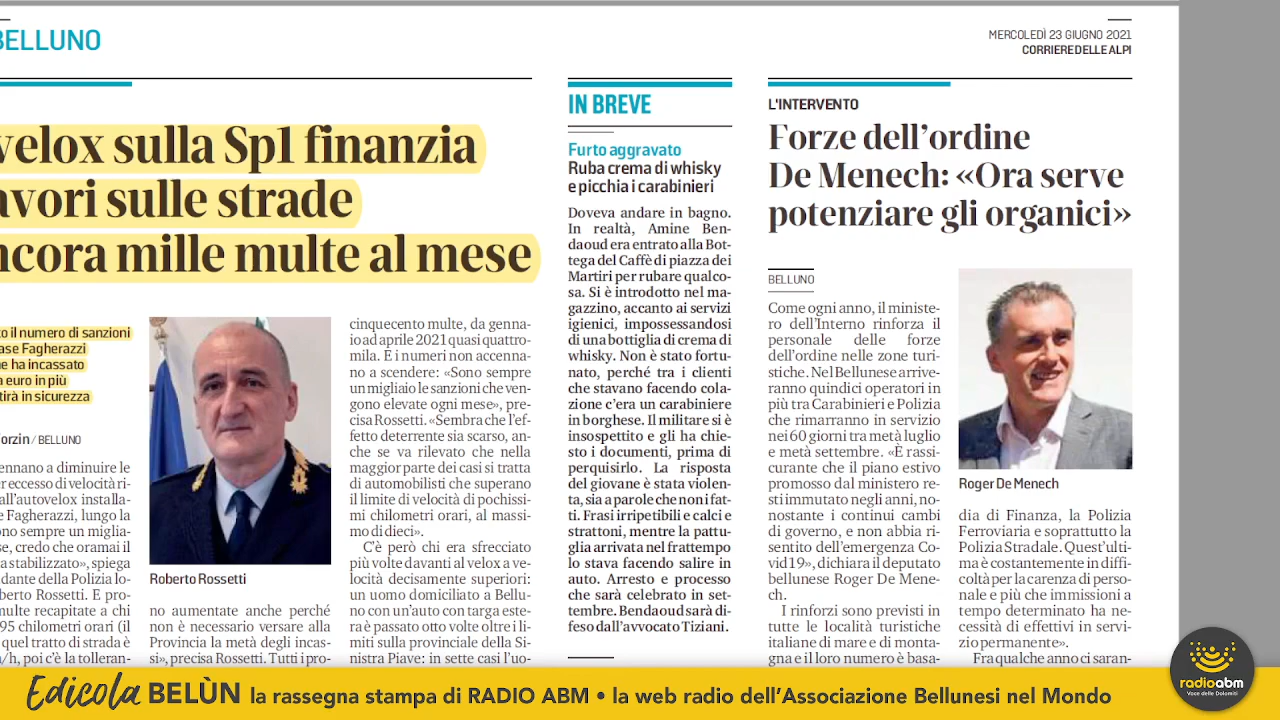 BELLUNO
MERCOLEDÌ 23 GIUGNO 2021
CORRIERE DELLE ALPI
velox sulla Sp1 finanzia
avori sulle strade
ncora mille multe al mese
to il numero di sanzioni
ase Fagherazzi
ne ha incassato
a euro in più
tirà in sicurezza
orzin / BELLUNO
ennano a diminuire le
er eccesso di velocità ri-
all'autovelox installa-
e Fagherazzi, lungo la
ono sempre un miglia-
se, credo che oramai il
a stabilizzato», spiega
dante della Polizia lo-
berto Rossetti. E pro-
multe recapitate a chi
95 chilometri orari (il
quel tratto di strada è
m/h, poi c'è la tolleran-
Roberto Rossetti
no aumentate anche perché
non è necessario versare alla
Provincia la metà degli incas-
si», precisa Rossetti. Tutti i pro-
cinquecento multe, da genna-
io ad aprile 2021 quasi quattro-
mila. E i numeri non accenna-
no a scendere: «Sono sempre
un migliaio le sanzioni che ven-
gono elevate ogni mese», pre-
cisa Rossetti. «Sembra che l'ef-
fetto deterrente sia scarso, an-
che se va rilevato che nella
maggior parte dei casi si tratta
di automobilisti che superano
il limite di velocità di pochissi-
mi chilometri orari, al massi-
mo di dieci».
C'è però chi era sfrecciato
più volte davanti al velox a ve-
locità decisamente superiori:
un uomo domiciliato a Bellu-
no con un'auto con targa este-
ra è passato otto volte oltre i li-
miti sulla provinciale della Si-
nistra Piave: in sette casi l'uo-
IN BREVE
Furto aggravato
Ruba crema di whisky
e picchia i carabinieri
Doveva andare in bagno.
In realtà, Amine Ben-
daoud era entrato alla Bot-
tega del Caffè di piazza dei
Martiri per rubare qualco-
sa. Si è introdotto nel ma-
gazzino, accanto ai servizi
igienici, impossessandosi
di una bottiglia di crema di
whisky. Non è stato fortu-
nato, perché tra i clienti
che stavano facendo cola-
zione c'era un carabiniere
in borghese. Il militare si è
insospettito e gli ha chie-
sto i documenti, prima di
perquisirlo. La risposta
del giovane è stata violen-
ta, sia a parole che non i fat-
ti. Frasi irripetibili e calci e
strattoni, mentre la pattu-
glia arrivata nel frattempo
lo stava facendo salire in
auto. Arresto e processo
che sarà celebrato in set-
tembre. Bendaoud sarà di-
feso dall'avvocato Tiziani.
L'INTERVENTO
Forze dell'ordine
De Menech: «Ora serve
potenziare gli organici»
BELLUNO
Come ogni anno, il ministe-
ro dell'Interno rinforza il
personale delle forze
dell'ordine nelle zone turi-
stiche. Nel Bellunese arrive-
ranno quindici operatori in
più tra Carabinieri e Polizia
che rimarranno in servizio
nei 60 giorni tra metà luglio
e metà settembre. «È rassi-
curante che il piano estivo
promosso dal ministero re-
sti immutato negli anni, no-
nostante i continui cambi
di governo, e non abbia ri-
sentito dell'emergenza Co-
vid19», dichiara il deputato
bellunese Roger De Mene-
ch.
I rinforzi sono previsti in
tutte le località turistiche
italiane di mare e di monta-
gna e il loro numero è basa-
Roger De Menech
dia di Finanza, la Polizia
Ferroviaria e soprattutto la
Polizia Stradale. Quest'ulti-
ma è costantemente in diffi-
coltà per la carenza di perso-
nale e più che immissioni a
tempo determinato ha ne-
cessità di effettivi in servi-
zio permanente».
Fra qualche anno ci saran-
Edicola BELÙN la rassegna stampa di RADIO ABM • la web radio dell'Associazione Bellunesi nel Mondo
radioabm
Voce delle Dolomiti